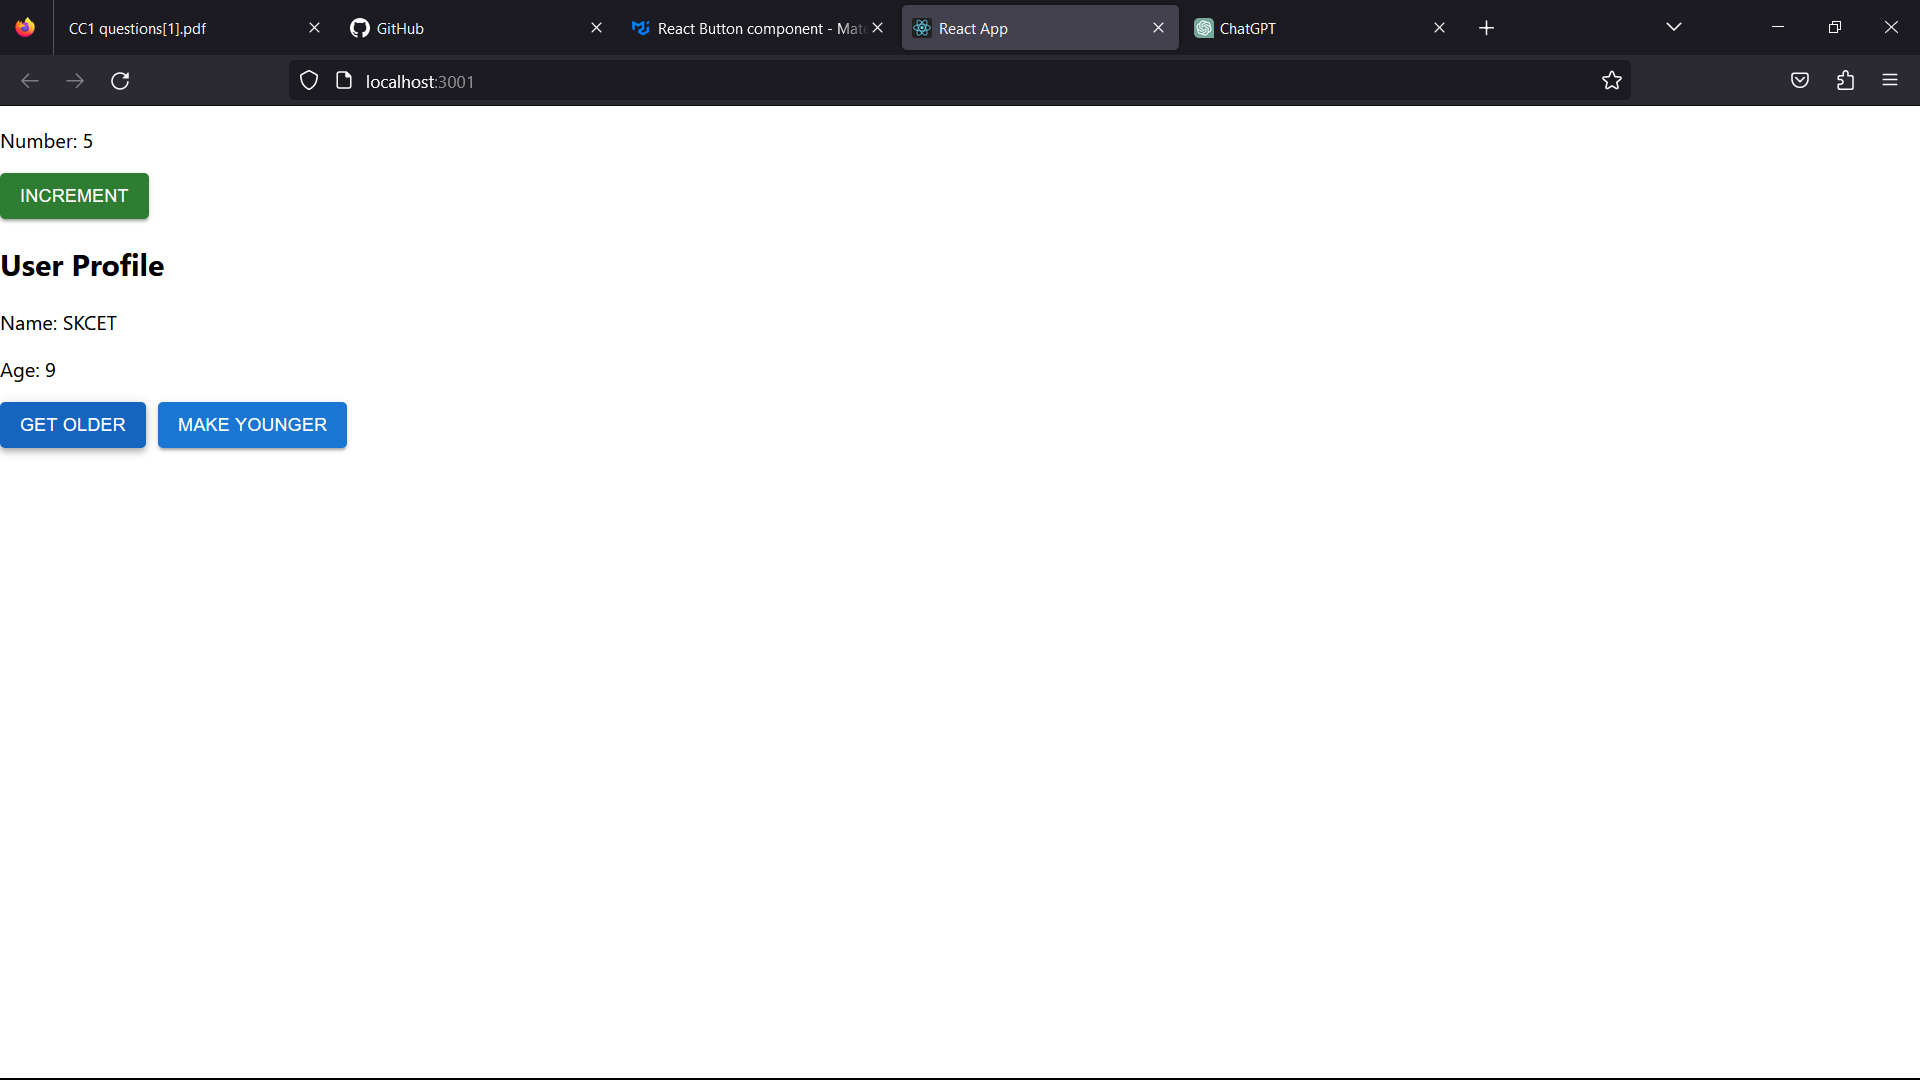 CC1 questions[1].pdf GitHub React Button component - Mate React App ChatGPT
localhost:3001
Number: 5
INCREMENT
User Profile
Name: SKCET
Age: 9
GET OLDER MAKE YOUNGER